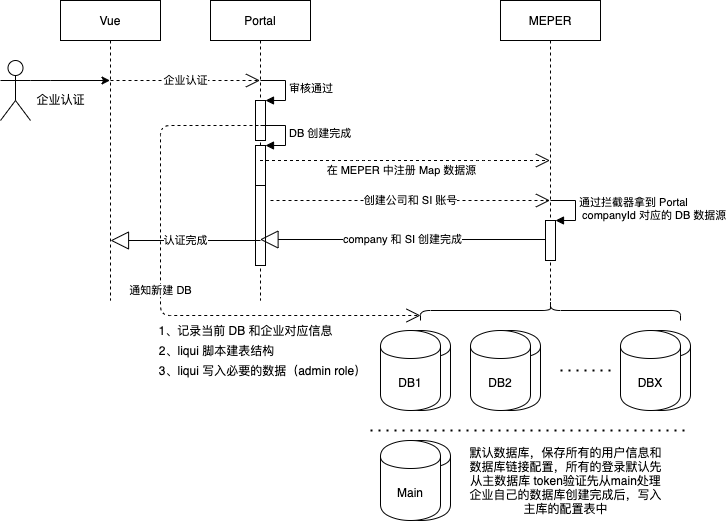 Vue
Portal
MEPER
企业认证
企业认证
审核通过
DB 创建完成
在 MEPER 中注册 Map 数据源
创建公司和 SI 账号
通过拦截器拿到 Portal
companyId 对应的 DB 数据源
认证完成
company 和 SI 创建完成
通知新建 DB
1、记录当前 DB 和企业对应信息
2、liqui 脚本建表结构
3、liqui 写入必要的数据（admin role）
DB1
DB2
DBX
Main
默认数据库，保存所有的用户信息和
数据库链接配置，所有的登录默认先
从主数据库 token验证先从main处理
企业自己的数据库创建完成后，写入
主库的配置表中